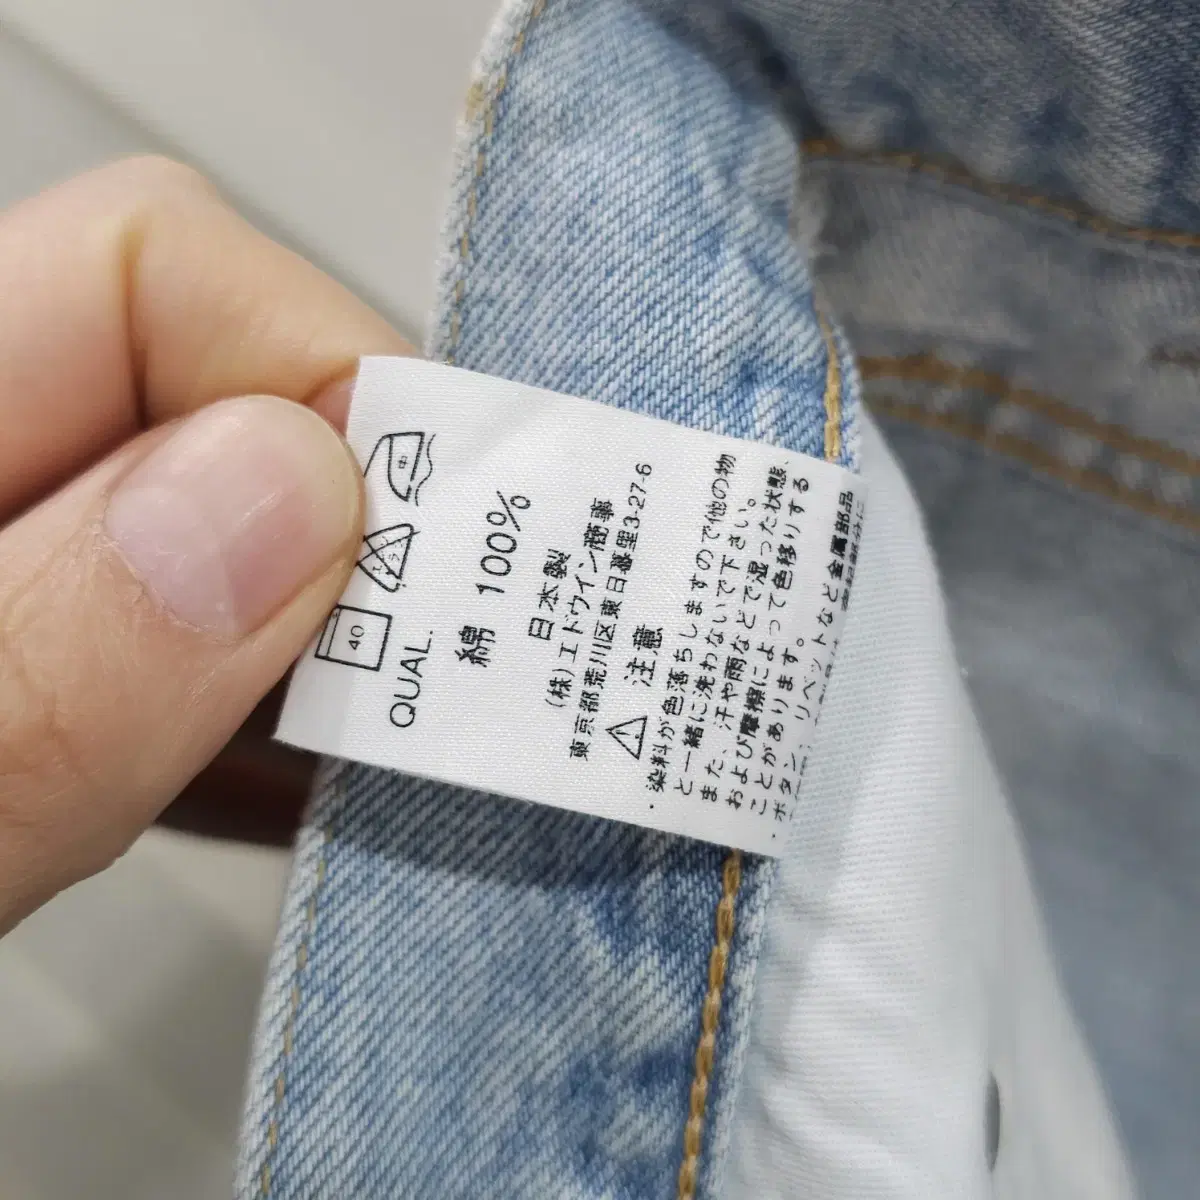 40
中
QUAL.
綿 100%
日本製
(株)エドウイン商事
東京都荒川区東日暮里3-27-6
注意
・染料が色落ちしますので他の物
と一緒に洗わないで下さい。
また、汗や雨などで湿った状態、
および摩擦によって色移りする
ことがあります。
・ボタン、リベットなど金属部品